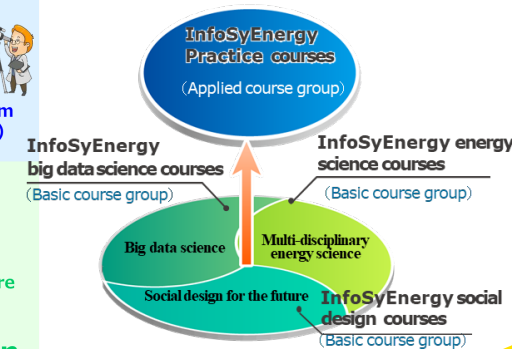 InfoSyEnergy
Practice courses
（Applied course group）
m
)
InfoSyEnergy
big data science courses
（Basic course group）
InfoSyEnergy energy
science courses
（Basic course group）
Big data science
Multi-disciplinary
energy science
re
Social design for the future
InfoSyEnergy social
design courses
（Basic course group）
n